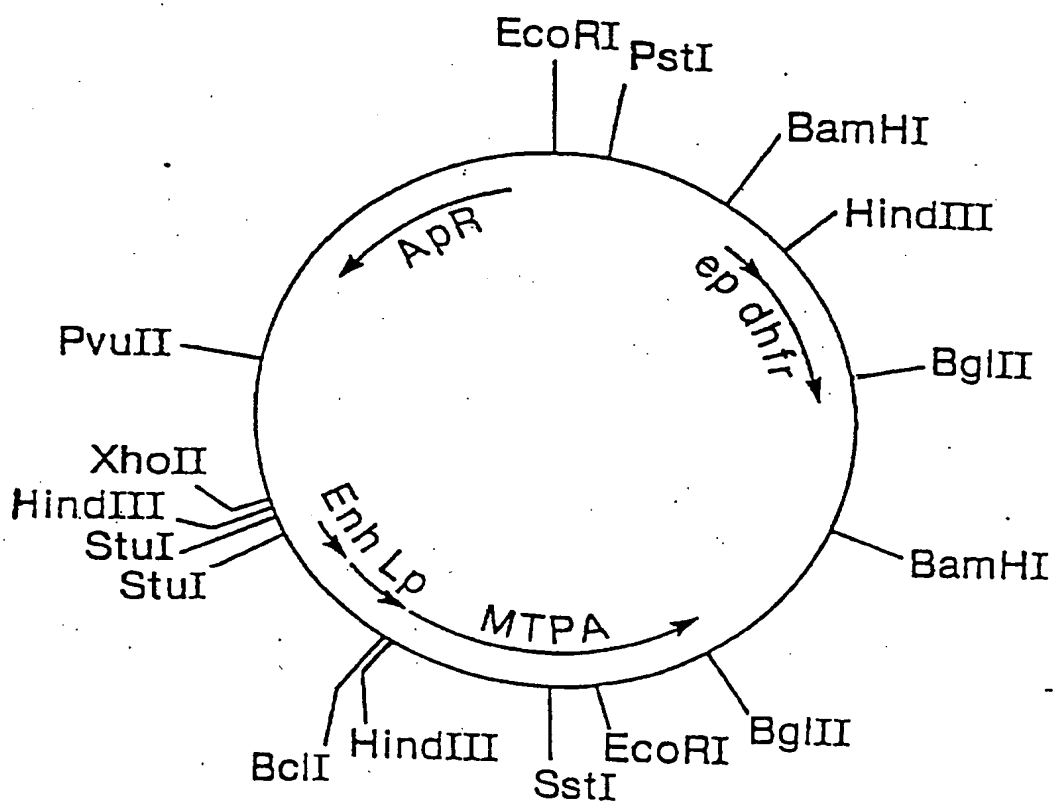 EcoRI
PstI
BamHI
HindIII
ApR
ep dhfr
PvuII
BglII
XhoII
HindIII
StuI
StuI
Enh Lp
MTPA
BamHI
BclI
HindIII
SstI
EcoRI
BglII